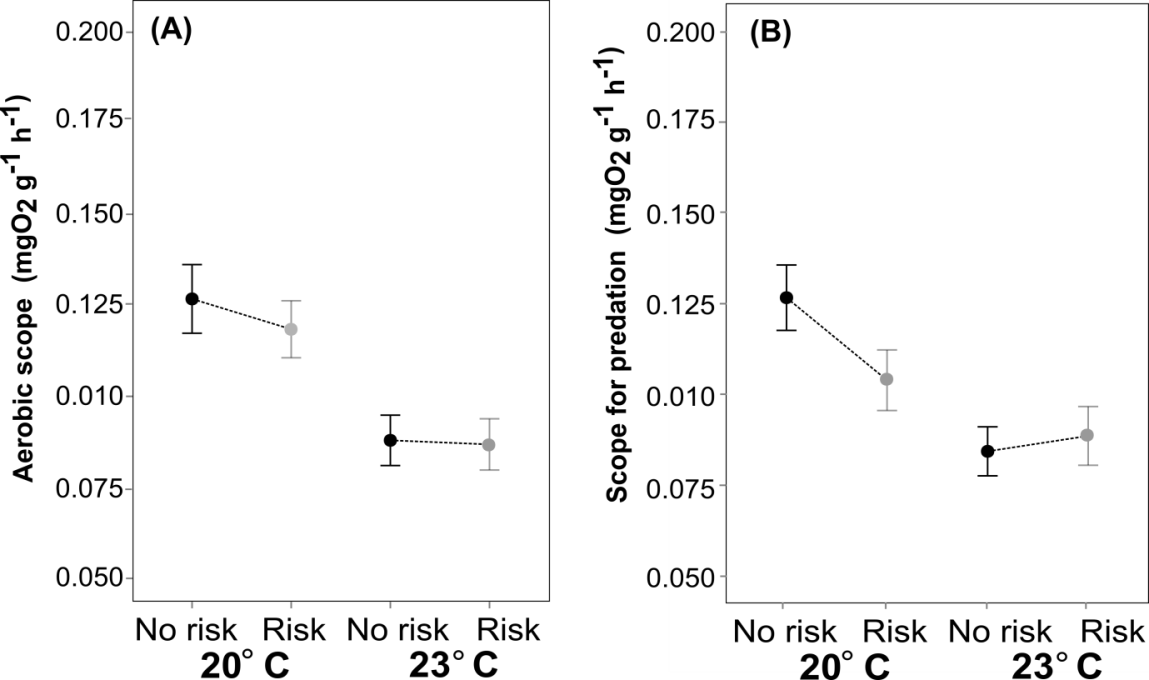 (A)
Aerobic scope (mgO2 g-1 h-1)
0.200
0.175
0.150
0.125
0.010
0.075
0.050
No risk Risk No risk Risk
20° C 23° C
(B)
Scope for predation (mgO2 g-1 h-1)
0.200
0.175
0.150
0.125
0.010
0.075
0.050
No risk Risk No risk Risk
20° C 23° C